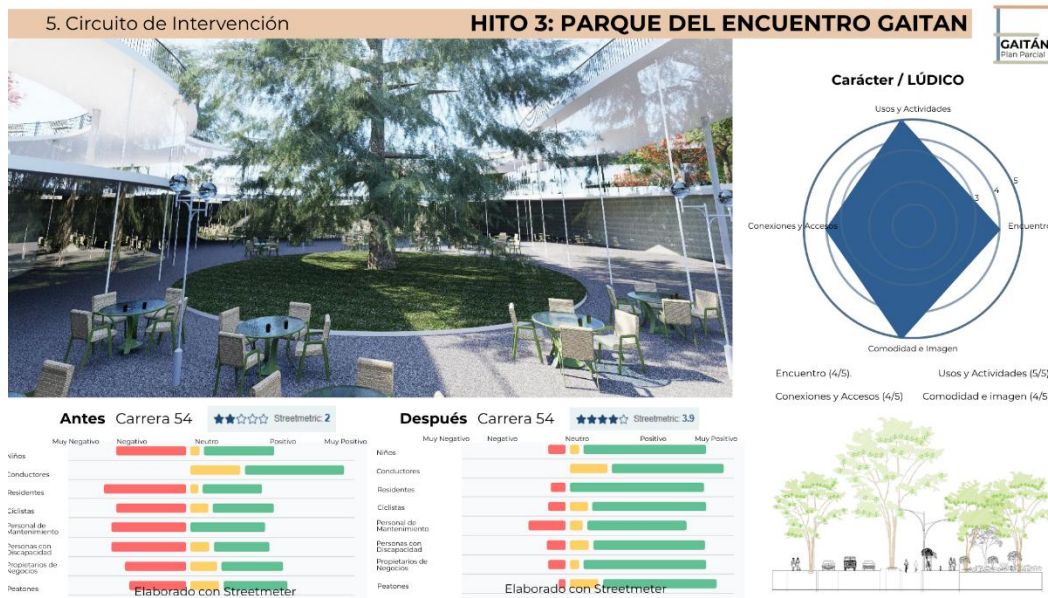 5. Circuito de Intervención
HITO 3: PARQUE DEL ENCUENTRO GAITAN
GAITÁN
Plan Parcial
Carácter / LÚDICO
Usos y Actividades
5
4
3
Conexiones y Accesos
Encuentro
Comodidad e Imagen
Encuentro (4/5).
Usos y Actividades (5/5)
Conexiones y Accesos (4/5)
Comodidad e imagen (4/5)
Antes Carrera 54
Streetmetric: 2
Muy Negativo Negativo Neutro Positivo Muy Positivo
Niños
Conductores
Residentes
Ciclistas
Personal de
Mantenimiento
Personas con
Discapacidad
Propietarios de
Negocios
Peatones
Elaborado con Streetmeter
Después Carrera 54
Streetmetric: 3.9
Muy Negativo Negativo Neutro Positivo Muy Positivo
Niños
Conductores
Residentes
Ciclistas
Personal de
Mantenimiento
Personas con
Discapacidad
Propietarios de
Negocios
Peatones
Elaborado con Streetmeter